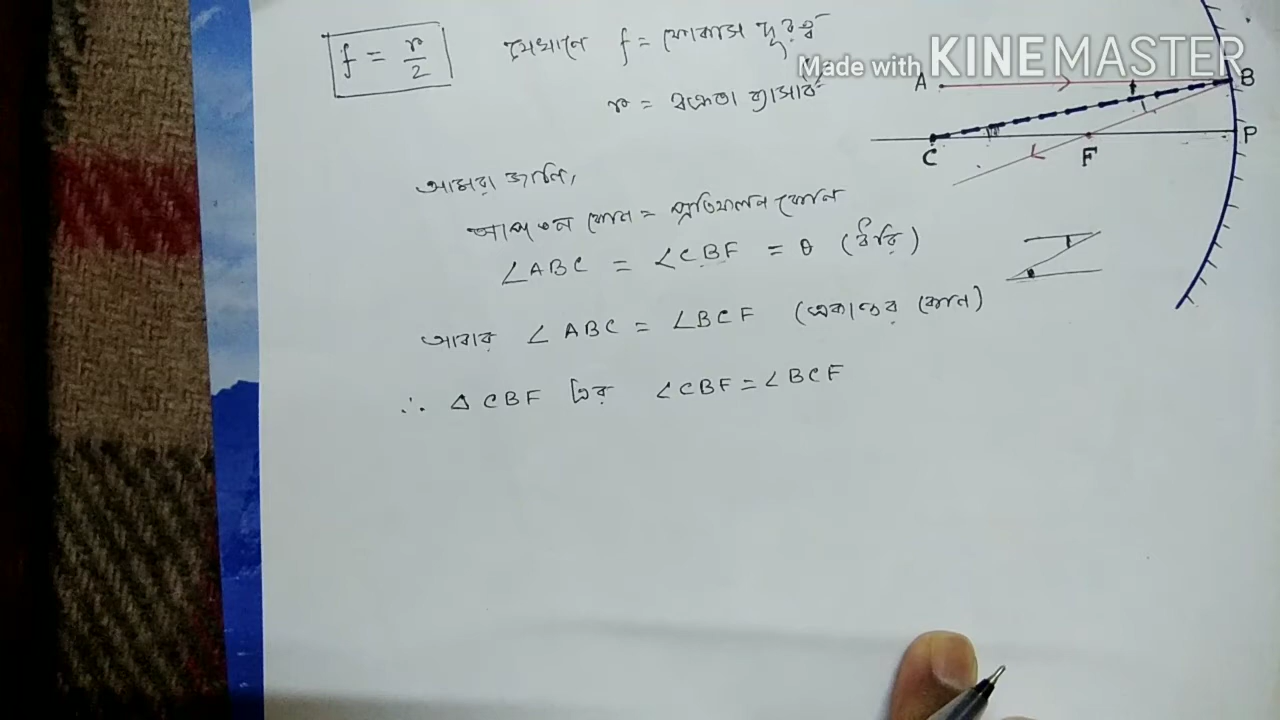 f = r/2 যেখানে f = ফোকাস দূরত্ব
r = বক্রতা ব্যাসার্ধ
Made with KINEMASTER
A B
C F P
আমরা জানি,
আপতন কোন = প্রতিফলন কোন
∠ABC = ∠CBF = θ (ধরি)
আবার ∠ABC = ∠BCF (একান্তর কোন)
∴ △CBF এর ∠CBF = ∠BCF